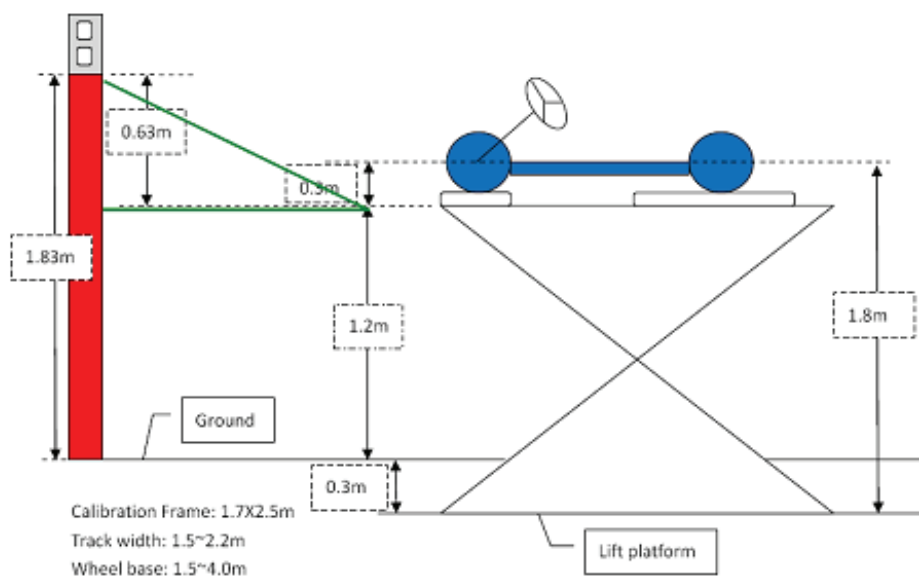 0.63m
0.3m
1.83m
1.2m
1.8m
Ground
0.3m
Calibration Frame: 1.7X2.5m
Track width: 1.5~2.2m
Wheel base: 1.5~4.0m
Lift platform